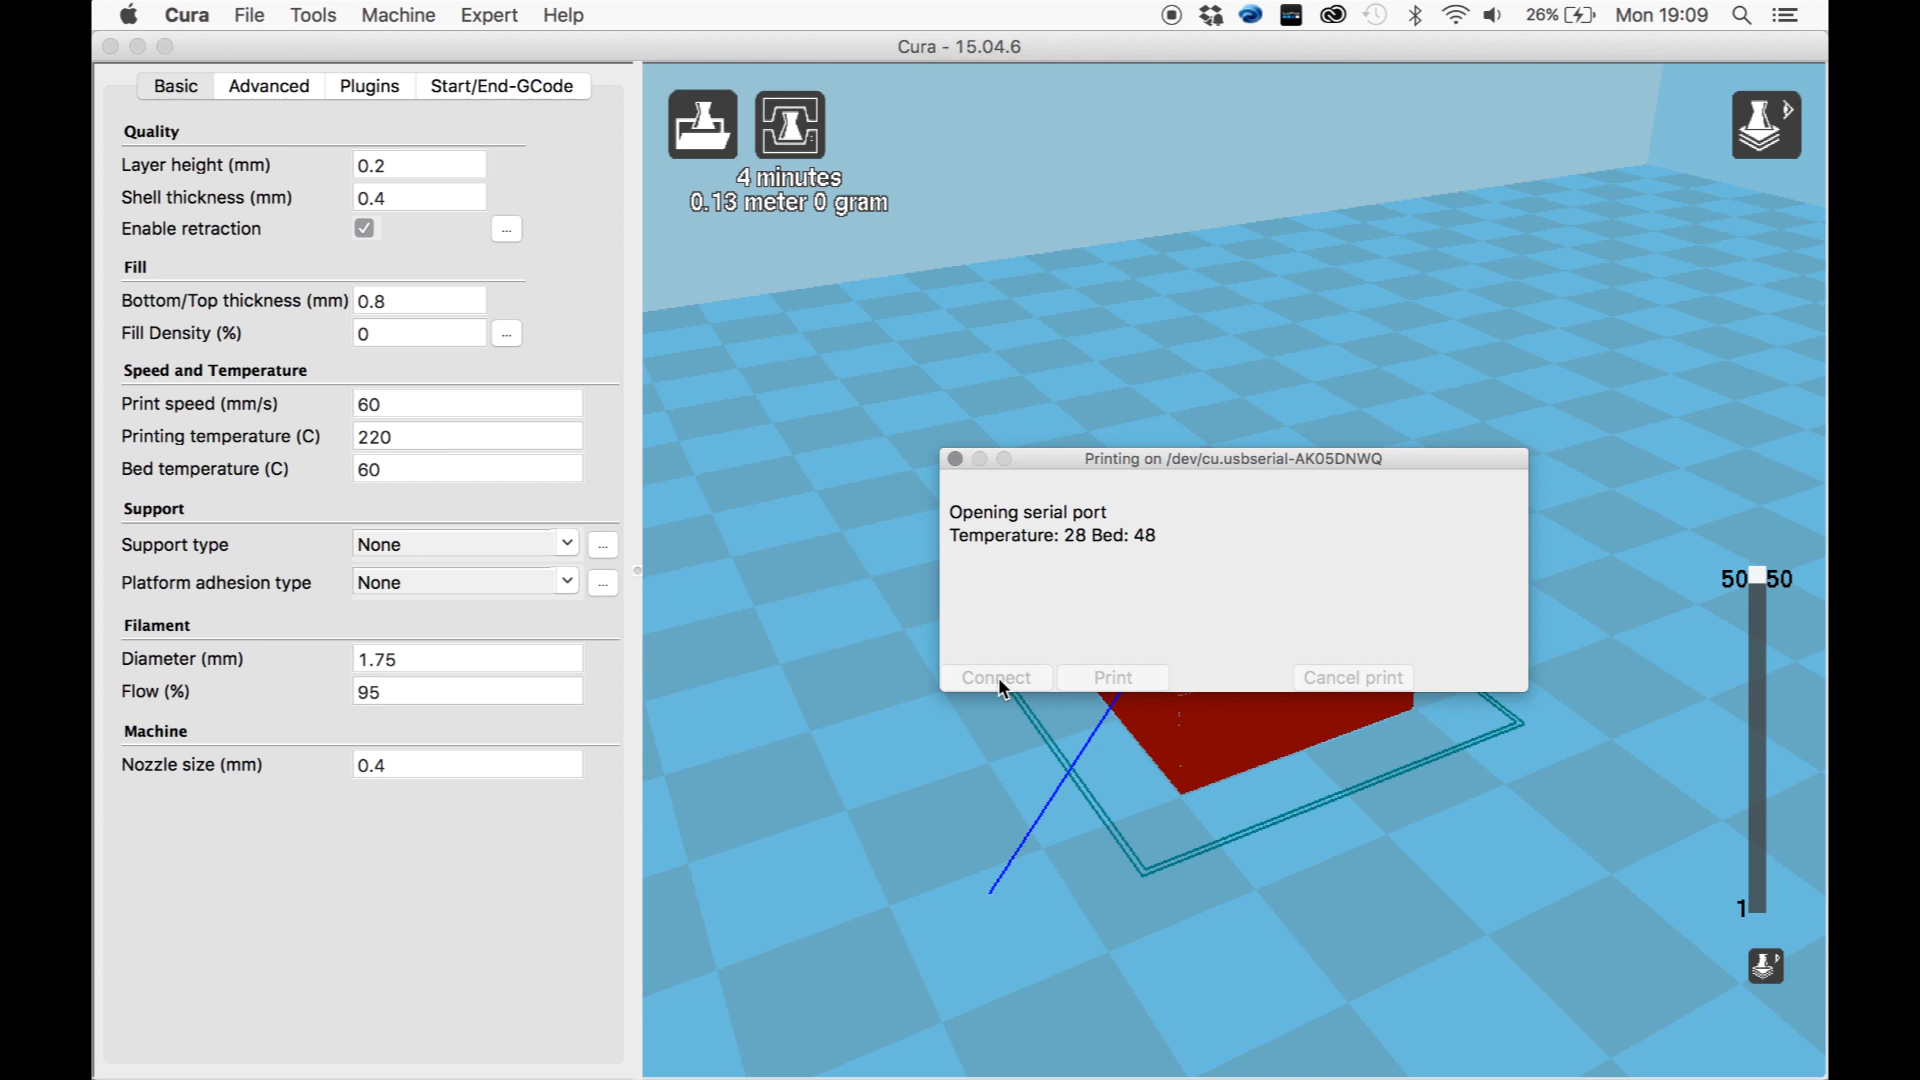 Cura File Tools Machine Expert Help 26% Mon 19:09
Cura - 15.04.6
Basic Advanced Plugins Start/End-GCode
Quality
Layer height (mm) 0.2
Shell thickness (mm) 0.4
Enable retraction ...
Fill
Bottom/Top thickness (mm) 0.8
Fill Density (%) 0 ...
Speed and Temperature
Print speed (mm/s) 60
Printing temperature (C) 220
Bed temperature (C) 60
Support
Support type None ...
Platform adhesion type None ...
Filament
Diameter (mm) 1.75
Flow (%) 95
Machine
Nozzle size (mm) 0.4
4 minutes
0.13 meter 0 gram
Printing on /dev/cu.usbserial-AK05DNWQ
Opening serial port
Temperature: 28 Bed: 48
Connect Print Cancel print
50 50
1